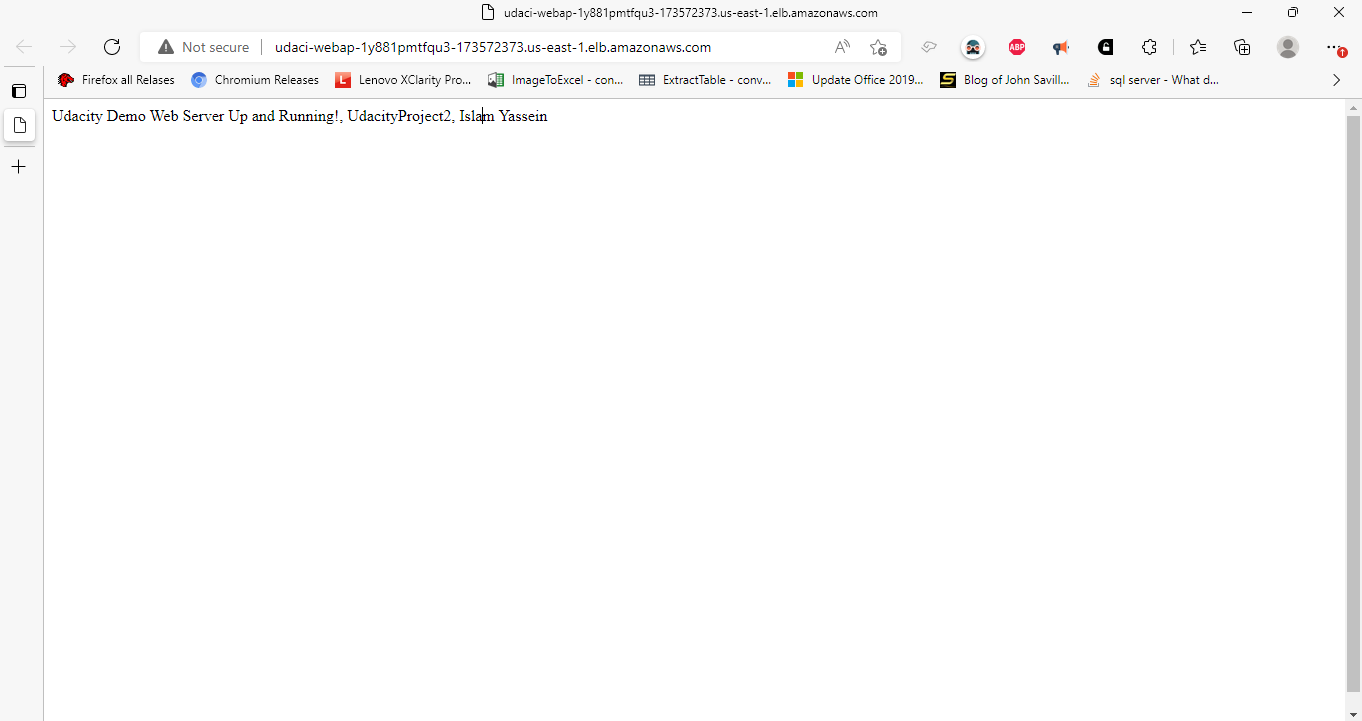 udaci-webap-1y881pmtfqu3-173572373.us-east-1.elb.amazonaws.com
Not secure udaci-webap-1y881pmtfqu3-173572373.us-east-1.elb.amazonaws.com ABP
Firefox all Relases Chromium Releases Lenovo XClarity Pro... ImageToExcel - con... ExtractTable - conv... Update Office 2019... Blog of John Savill... sql server - What d...
Udacity Demo Web Server Up and Running!, UdacityProject2, Islam Yassein